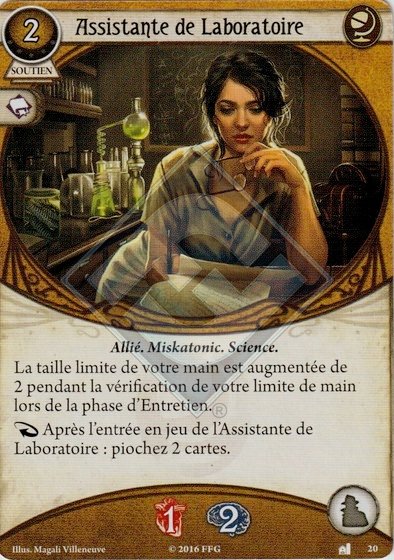 2
Assistante de Laboratoire
SOUTIEN
Allié. Miskatonic. Science.
La taille limite de votre main est augmentée de
2 pendant la vérification de votre limite de main
lors de la phase d'Entretien.
Après l'entrée en jeu de l'Assistante de
Laboratoire : piochez 2 cartes.
®
1
2
Illus. Magali Villeneuve
© 2016 FFG
20